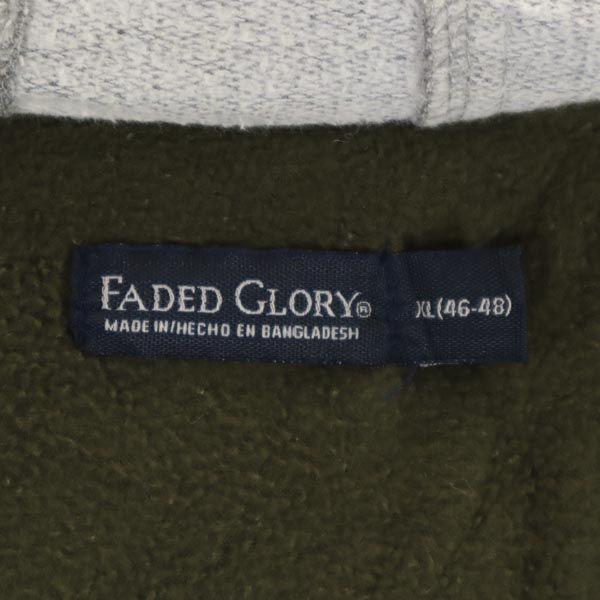 FADED GLORY®
MADE IN/HECHO EN BANGLADESH
XL(46-48)